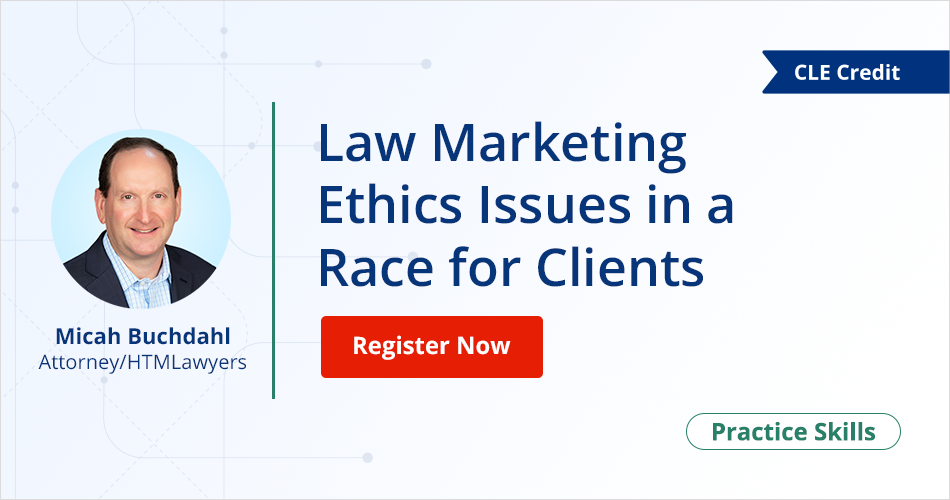 CLE Credit
Law Marketing
Ethics Issues in a
Race for Clients
Register Now
Micah Buchdahl
Attorney/HTMLawyers
Practice Skills